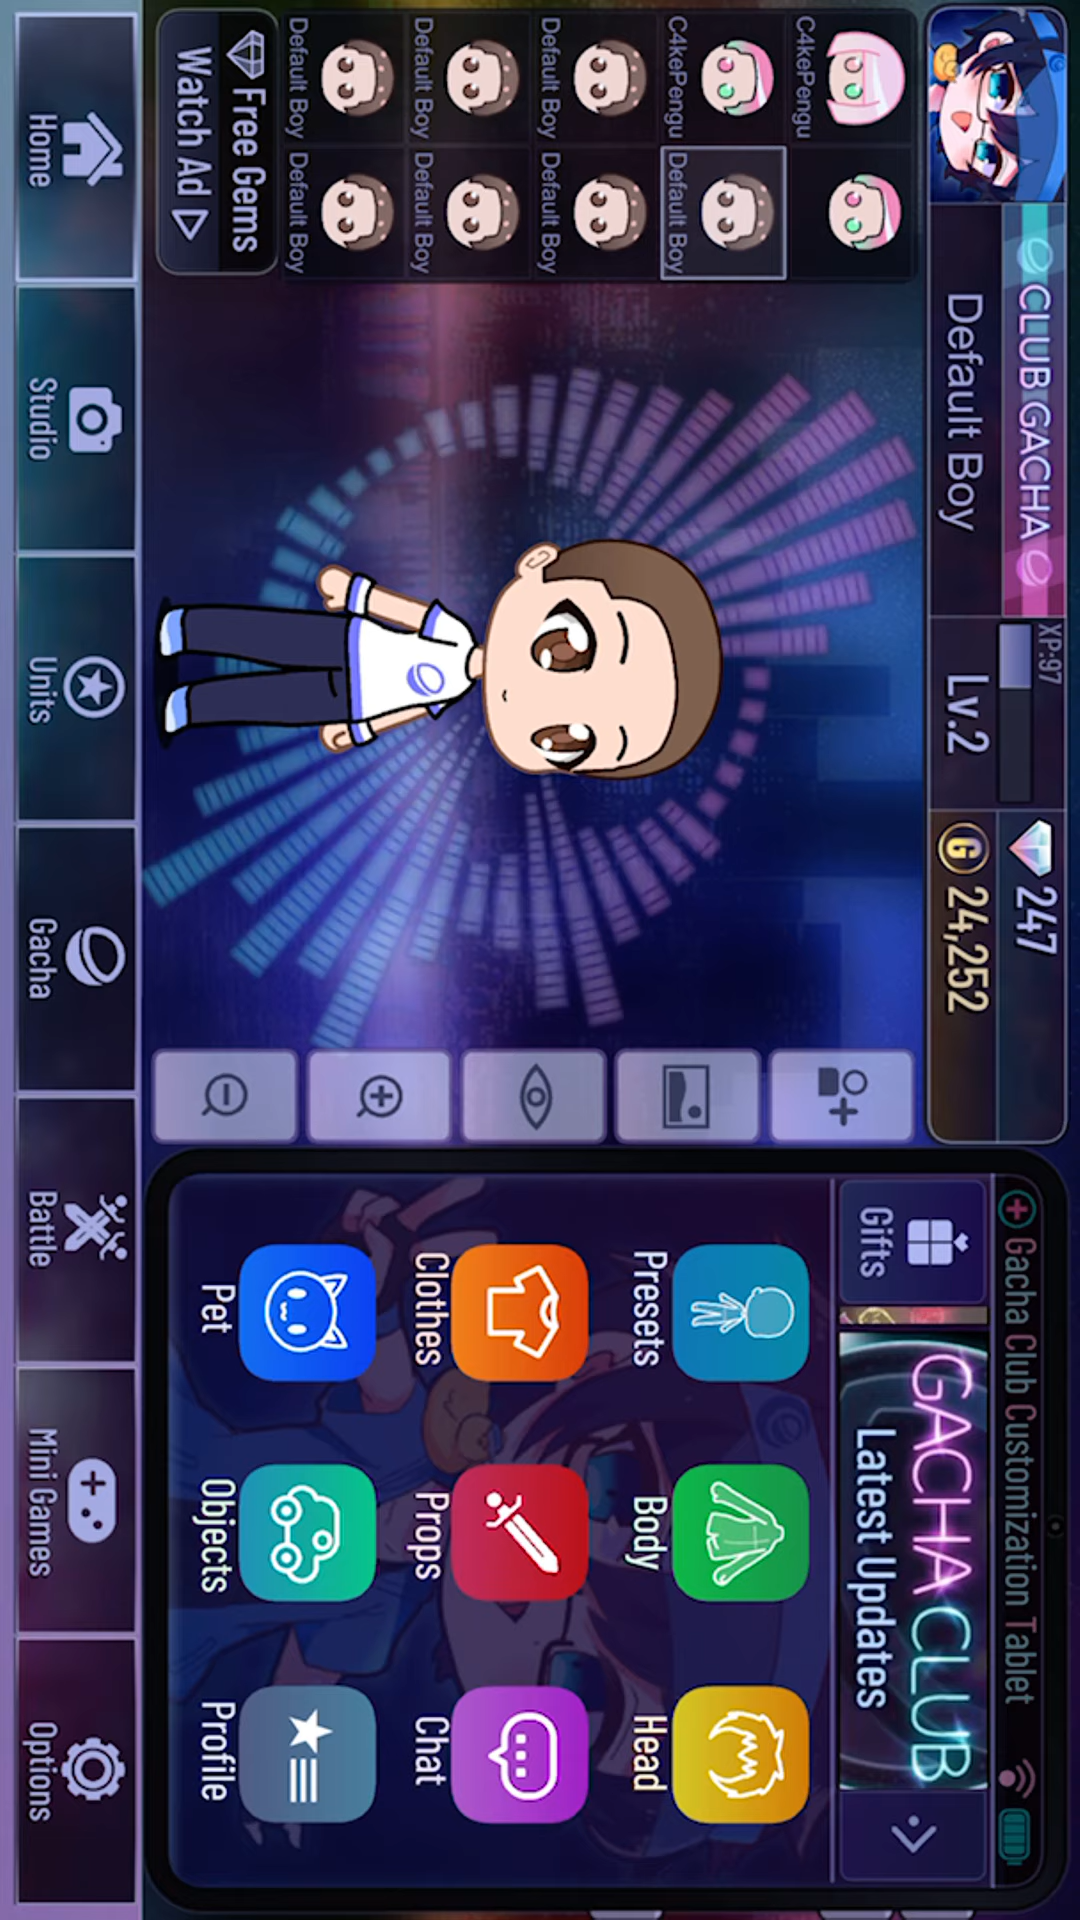 CLUB GACHA
Default Boy
XP:97
Lv.2
247
G 24,252
C4kePengu
C4kePengu
Default Boy
Default Boy
Default Boy
Default Boy
Default Boy
Default Boy
Default Boy
Free Gems
Watch Ad
Gacha Club Customization Tablet
Gifts
GACHA CLUB
Latest Updates
Presets
Body
Head
Clothes
Props
Chat
Pet
Objects
Profile
Home
Studio
Units
Gacha
Battle
Mini Games
Options